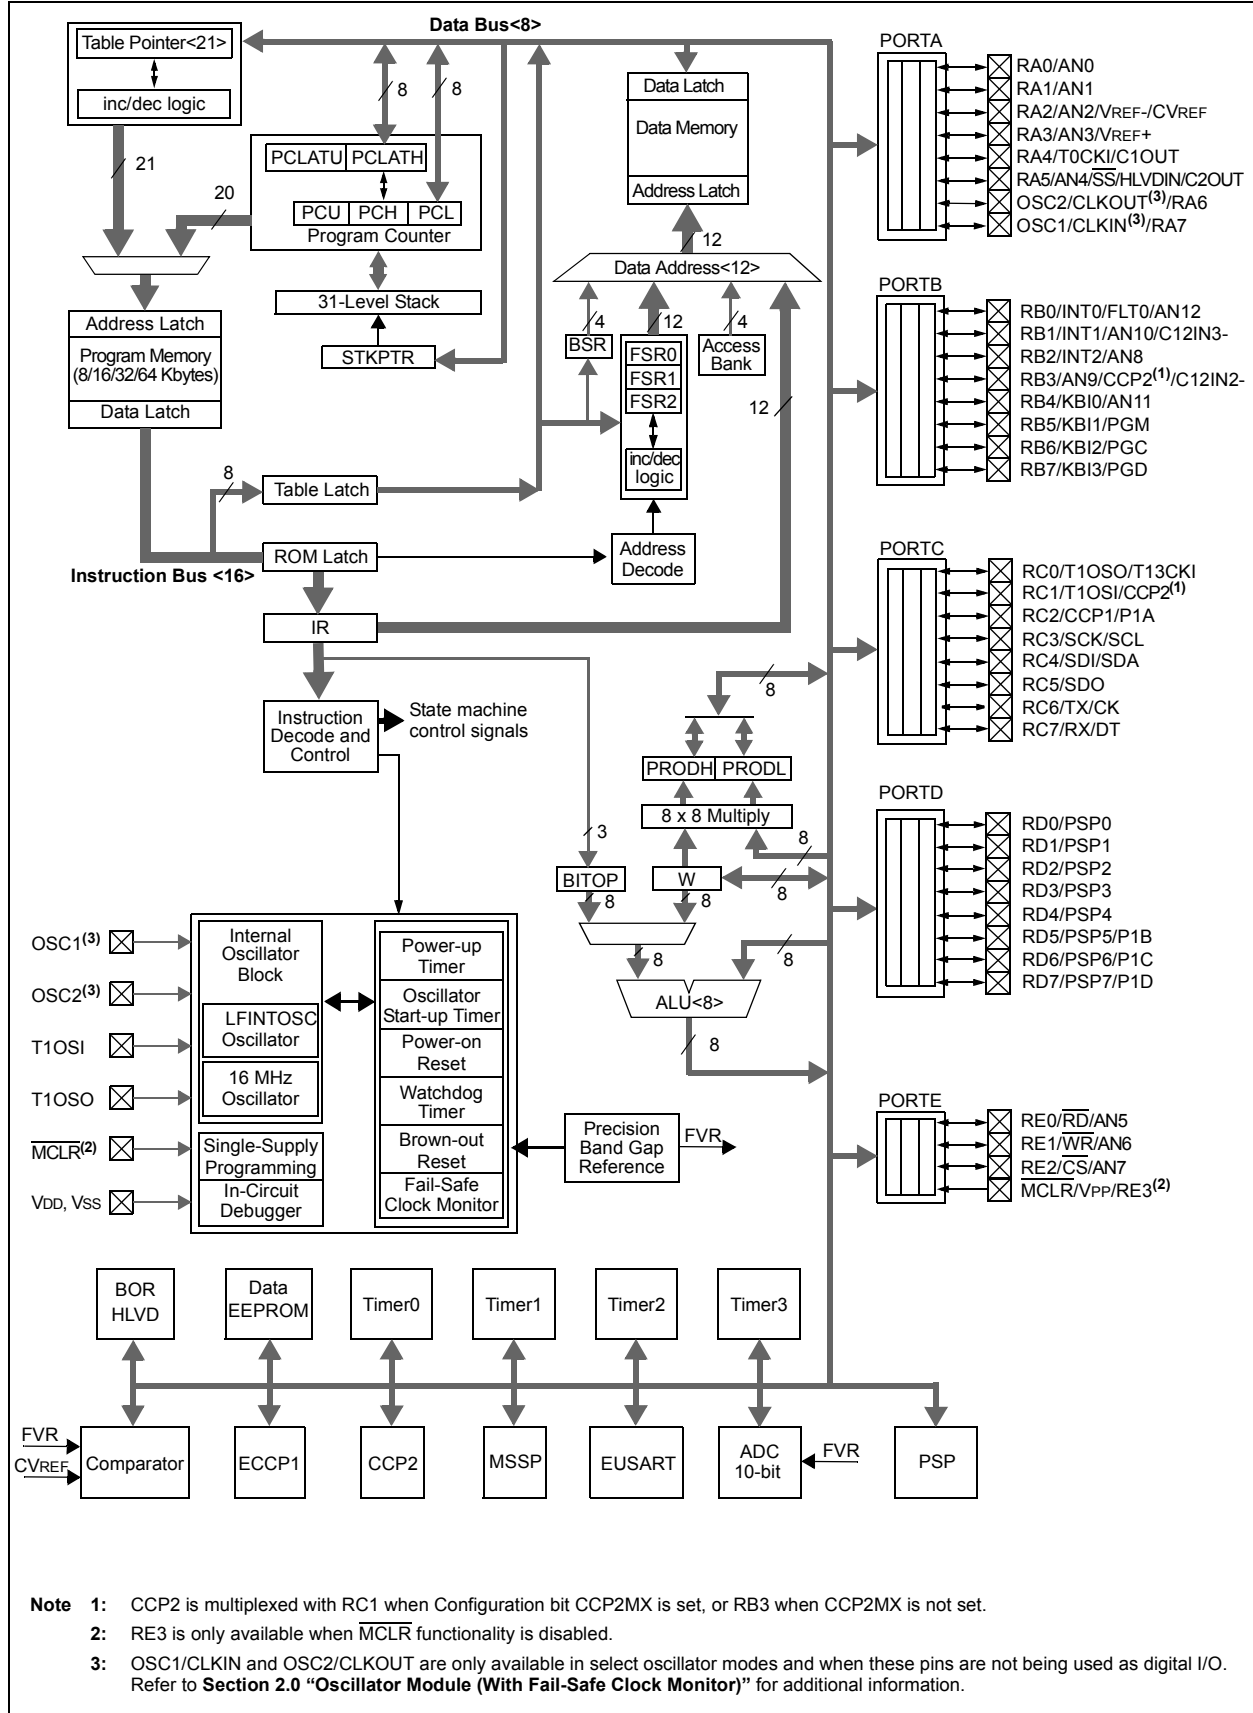 Data Bus<8>
Table Pointer<21>
inc/dec logic
21
20
8
8
PCLATU PCLATH
PCU PCH PCL
Program Counter
31-Level Stack
STKPTR
Address Latch
Program Memory
(8/16/32/64 Kbytes)
Data Latch
Instruction Bus <16>
8
Table Latch
ROM Latch
IR
Data Latch
Data Memory
Address Latch
12
Data Address<12>
4
12
4
BSR
FSR0
FSR1
FSR2
inc/dec
logic
Access
Bank
12
Address
Decode
Instruction
Decode and
Control
State machine
control signals
8
PRODH PRODL
8 x 8 Multiply
3
8
BITOP
W
8
8
8
8
8
ALU<8>
8
OSC1(3)
OSC2(3)
T1OSI
T1OSO
MCLR(2)
VDD, VSS
Internal
Oscillator
Block
LFINTOSC
Oscillator
16 MHz
Oscillator
Single-Supply
Programming
In-Circuit
Debugger
Power-up
Timer
Oscillator
Start-up Timer
Power-on
Reset
Watchdog
Timer
Brown-out
Reset
Fail-Safe
Clock Monitor
Precision
Band Gap
Reference
FVR
PORTA
RA0/AN0
RA1/AN1
RA2/AN2/VREF-/CVREF
RA3/AN3/VREF+
RA4/T0CKI/C1OUT
RA5/AN4/SS/HLVDIN/C2OUT
OSC2/CLKOUT(3)/RA6
OSC1/CLKIN(3)/RA7
PORTB
RB0/INT0/FLT0/AN12
RB1/INT1/AN10/C12IN3-
RB2/INT2/AN8
RB3/AN9/CCP2(1)/C12IN2-
RB4/KBI0/AN11
RB5/KBI1/PGM
RB6/KBI2/PGC
RB7/KBI3/PGD
PORTC
RC0/T1OSO/T13CKI
RC1/T1OSI/CCP2(1)
RC2/CCP1/P1A
RC3/SCK/SCL
RC4/SDI/SDA
RC5/SDO
RC6/TX/CK
RC7/RX/DT
PORTD
RD0/PSP0
RD1/PSP1
RD2/PSP2
RD3/PSP3
RD4/PSP4
RD5/PSP5/P1B
RD6/PSP6/P1C
RD7/PSP7/P1D
PORTE
RE0/RD/AN5
RE1/WR/AN6
RE2/CS/AN7
MCLR/VPP/RE3(2)
BOR
HLVD
Data
EEPROM
Timer0
Timer1
Timer2
Timer3
FVR
CVREF
Comparator
ECCP1
CCP2
MSSP
EUSART
ADC
10-bit
FVR
PSP
Note 1: CCP2 is multiplexed with RC1 when Configuration bit CCP2MX is set, or RB3 when CCP2MX is not set.
2: RE3 is only available when MCLR functionality is disabled.
3: OSC1/CLKIN and OSC2/CLKOUT are only available in select oscillator modes and when these pins are not being used as digital I/O.
Refer to Section 2.0 “Oscillator Module (With Fail-Safe Clock Monitor)” for additional information.